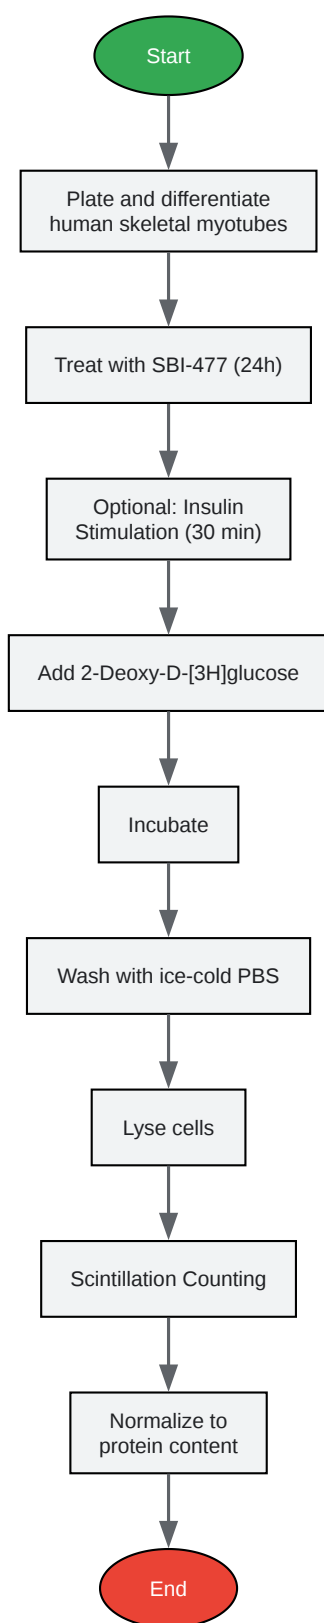 Start
Plate and differentiate
human skeletal myotubes
Treat with SBI-477 (24h)
Optional: Insulin
Stimulation (30 min)
Add 2-Deoxy-D-[3H]glucose
Incubate
Wash with ice-cold PBS
Lyse cells
Scintillation Counting
Normalize to
protein content
End